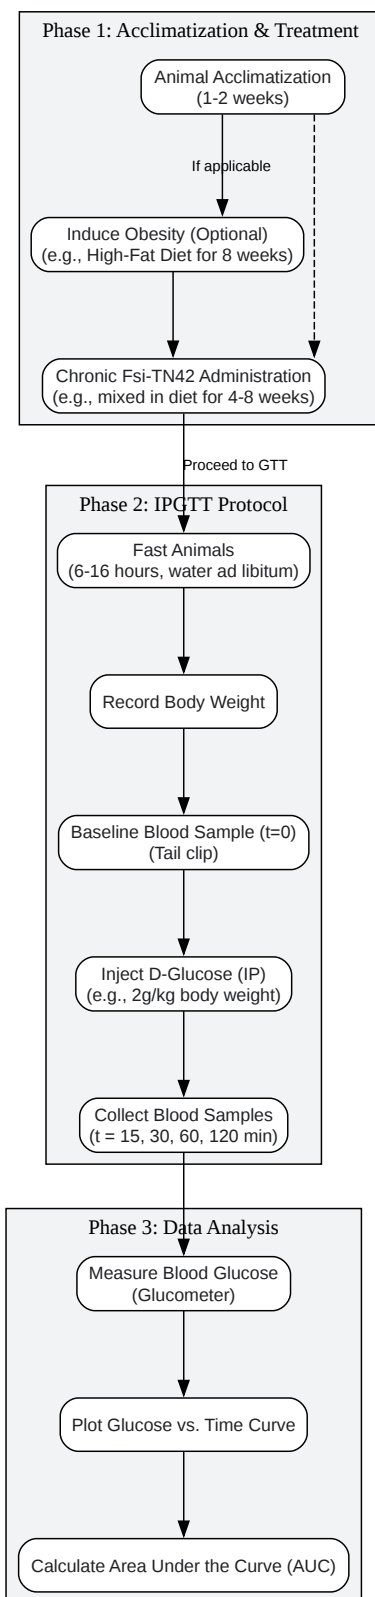 Phase 1: Acclimatization & Treatment
Animal Acclimatization
(1-2 weeks)
If applicable
Induce Obesity (Optional)
(e.g., High-Fat Diet for 8 weeks)
Chronic Fsi-TN42 Administration
(e.g., mixed in diet for 4-8 weeks)
Proceed to GTT
Phase 2: IPGTT Protocol
Fast Animals
(6-16 hours, water ad libitum)
Record Body Weight
Baseline Blood Sample (t=0)
(Tail clip)
Inject D-Glucose (IP)
(e.g., 2g/kg body weight)
Collect Blood Samples
(t = 15, 30, 60, 120 min)
Phase 3: Data Analysis
Measure Blood Glucose
(Glucometer)
Plot Glucose vs. Time Curve
Calculate Area Under the Curve (AUC)